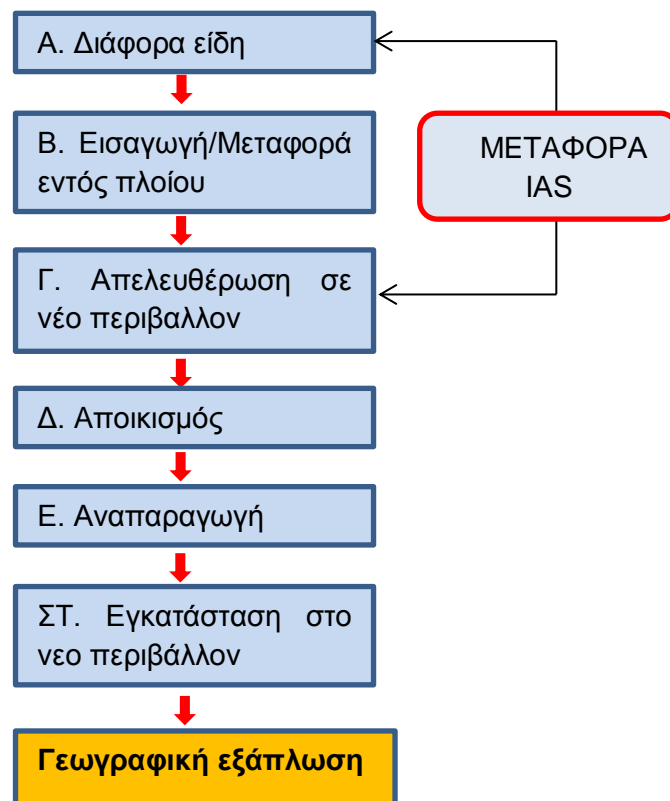 Α. Διάφορα είδη
ΜΕΤΑΦΟΡΑ
IAS
Β. Εισαγωγή/Μεταφορά
εντός πλοίου
Γ. Απελευθέρωση σε
νέο περιβαλλον
Δ. Αποικισμός
Ε. Αναπαραγωγή
ΣΤ. Εγκατάσταση στο
νεο περιβάλλον
Γεωγραφική εξάπλωση